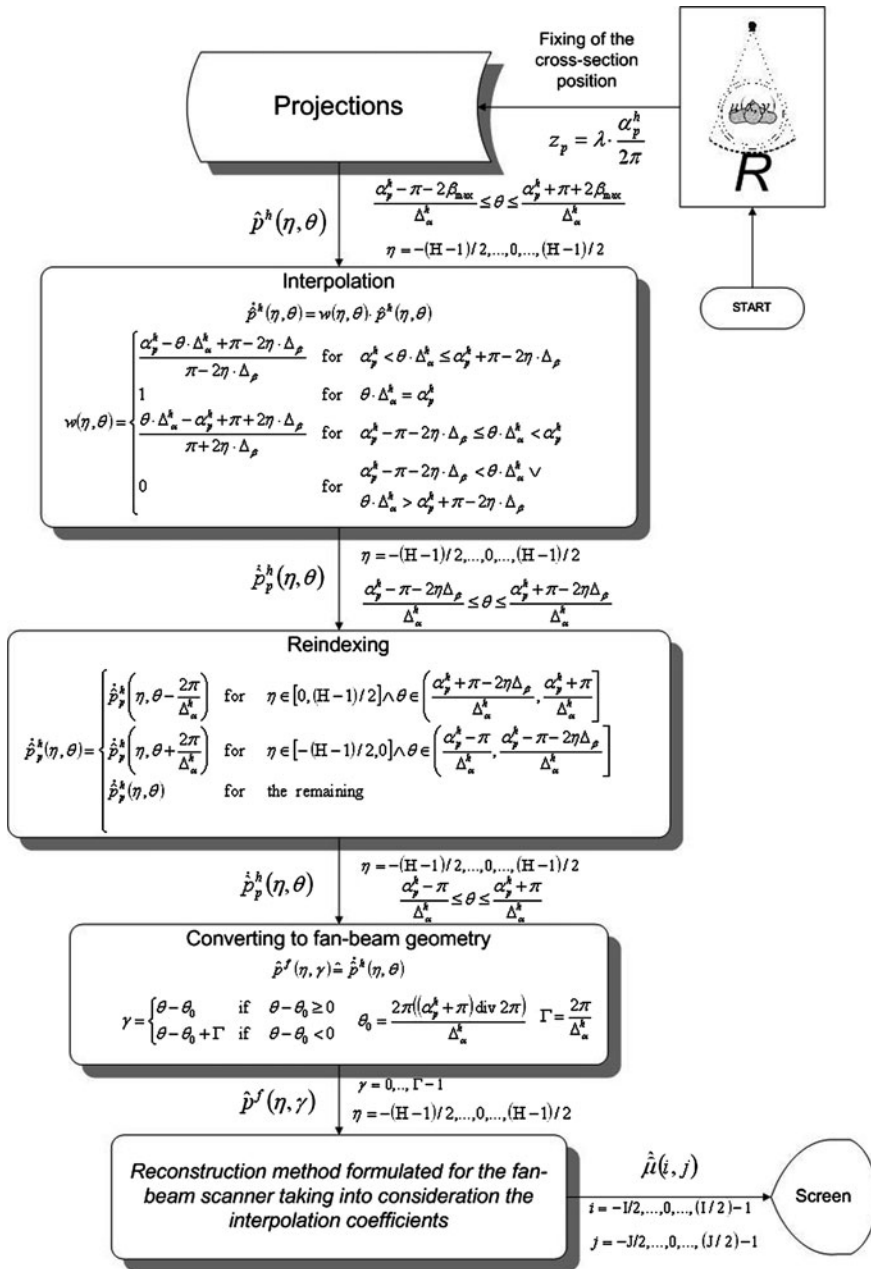 Fixing of the
cross-section
position
μ(x, y)
R
Projections
z_p = λ · α_p^h / 2π
START
p̂^h(η, θ)
(α_p^h − π − 2β_max) / Δ_α^h ≤ θ ≤ (α_p^h + π + 2β_max) / Δ_α^h
η = −(H−1)/2,...,0,...,(H−1)/2
Interpolation
ṗ̂^h(η, θ) = w(η, θ) · p̂^h(η, θ)
w(η, θ) = {
(α_p^h − θ · Δ_α^h + π − 2η · Δ_β) / (π − 2η · Δ_β) for α_p^h < θ · Δ_α^h ≤ α_p^h + π − 2η · Δ_β
1 for θ · Δ_α^h = α_p^h
(θ · Δ_α^h − α_p^h + π + 2η · Δ_β) / (π + 2η · Δ_β) for α_p^h − π − 2η · Δ_β ≤ θ · Δ_α^h < α_p^h
0 for α_p^h − π − 2η · Δ_β < θ · Δ_α^h ∨
θ · Δ_α^h > α_p^h + π − 2η · Δ_β
ṗ̂_p^h(η, θ)
η = −(H−1)/2,...,0,...,(H−1)/2
(α_p^h − π − 2ηΔ_β) / Δ_α^h ≤ θ ≤ (α_p^h + π − 2ηΔ_β) / Δ_α^h
Reindexing
ṗ̂_p^h(η, θ) = {
ṗ̂_p^h(η, θ − 2π/Δ_α^h) for η ∈ [0, (H−1)/2] ∧ θ ∈ ((α_p^h + π − 2ηΔ_β) / Δ_α^h, (α_p^h + π) / Δ_α^h]
ṗ̂_p^h(η, θ + 2π/Δ_α^h) for η ∈ [−(H−1)/2, 0] ∧ θ ∈ ((α_p^h − π) / Δ_α^h, (α_p^h − π − 2ηΔ_β) / Δ_α^h]
ṗ̂_p^h(η, θ) for the remaining
ṗ̂_p^h(η, θ)
η = −(H−1)/2,...,0,...,(H−1)/2
(α_p^h − π) / Δ_α^h ≤ θ ≤ (α_p^h + π) / Δ_α^h
Converting to fan-beam geometry
p̂^f(η, γ) ≙ ṗ̂^h(η, θ)
γ = {
θ − θ_0 if θ − θ_0 ≥ 0
θ − θ_0 + Γ if θ − θ_0 < 0
θ_0 = 2π((α_p^h + π) div 2π) / Δ_α^h Γ = 2π / Δ_α^h
p̂^f(η, γ)
γ = 0,.., Γ−1
η = −(H−1)/2,...,0,...,(H−1)/2
Reconstruction method formulated for the fan-
beam scanner taking into consideration the
interpolation coefficients
μ̂̇(i, j)
i = −I/2,...,0,...,(I/2)−1
j = −J/2,...,0,...,(J/2)−1
Screen